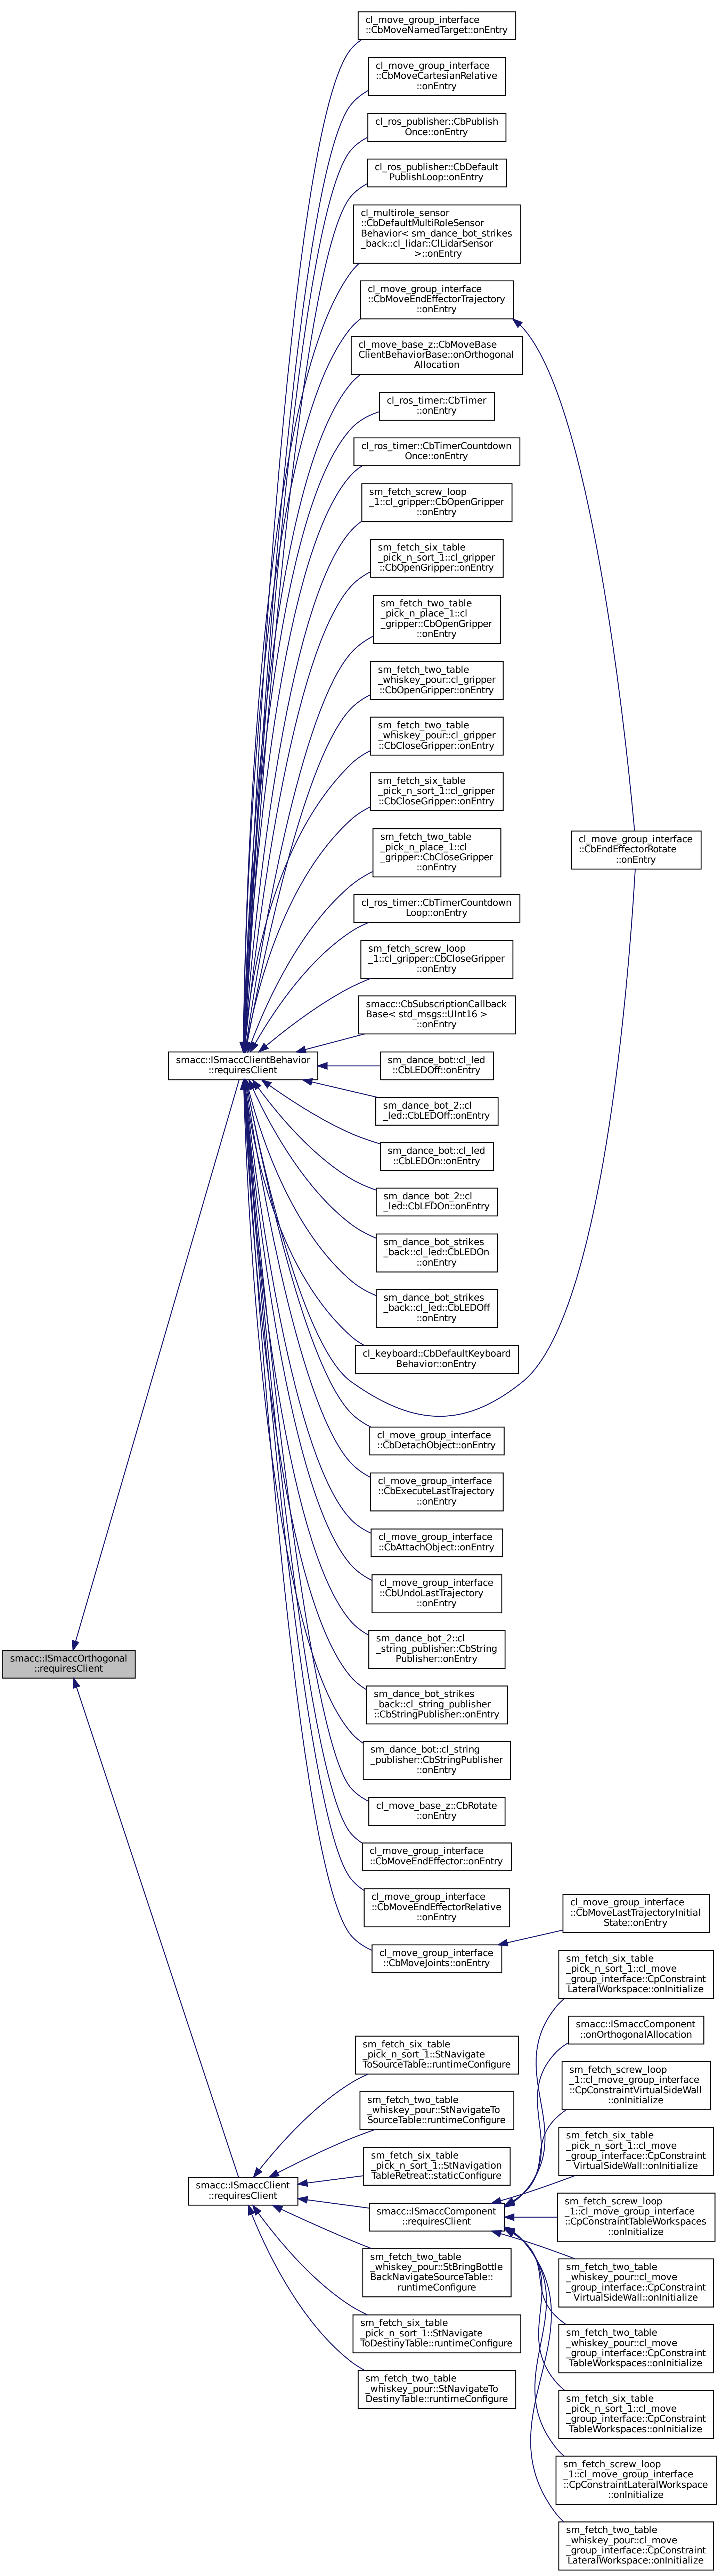 cl_move_group_interface
::CbMoveNamedTarget::onEntry
cl_move_group_interface
::CbMoveCartesianRelative
::onEntry
cl_ros_publisher::CbPublish
Once::onEntry
cl_ros_publisher::CbDefault
PublishLoop::onEntry
cl_multirole_sensor
::CbDefaultMultiRoleSensor
Behavior< sm_dance_bot_strikes
_back::cl_lidar::ClLidarSensor
>::onEntry
cl_move_group_interface
::CbMoveEndEffectorTrajectory
::onEntry
cl_move_base_z::CbMoveBase
ClientBehaviorBase::onOrthogonal
Allocation
cl_ros_timer::CbTimer
::onEntry
cl_ros_timer::CbTimerCountdown
Once::onEntry
sm_fetch_screw_loop
_1::cl_gripper::CbOpenGripper
::onEntry
sm_fetch_six_table
_pick_n_sort_1::cl_gripper
::CbOpenGripper::onEntry
sm_fetch_two_table
_pick_n_place_1::cl
_gripper::CbOpenGripper
::onEntry
sm_fetch_two_table
_whiskey_pour::cl_gripper
::CbOpenGripper::onEntry
sm_fetch_two_table
_whiskey_pour::cl_gripper
::CbCloseGripper::onEntry
sm_fetch_six_table
_pick_n_sort_1::cl_gripper
::CbCloseGripper::onEntry
sm_fetch_two_table
_pick_n_place_1::cl
_gripper::CbCloseGripper
::onEntry
cl_move_group_interface
::CbEndEffectorRotate
::onEntry
cl_ros_timer::CbTimerCountdown
Loop::onEntry
sm_fetch_screw_loop
_1::cl_gripper::CbCloseGripper
::onEntry
smacc::CbSubscriptionCallback
Base< std_msgs::UInt16 >
::onEntry
smacc::ISmaccClientBehavior
::requiresClient
sm_dance_bot::cl_led
::CbLEDOff::onEntry
sm_dance_bot_2::cl
_led::CbLEDOff::onEntry
sm_dance_bot::cl_led
::CbLEDOn::onEntry
sm_dance_bot_2::cl
_led::CbLEDOn::onEntry
sm_dance_bot_strikes
_back::cl_led::CbLEDOn
::onEntry
sm_dance_bot_strikes
_back::cl_led::CbLEDOff
::onEntry
cl_keyboard::CbDefaultKeyboard
Behavior::onEntry
cl_move_group_interface
::CbDetachObject::onEntry
cl_move_group_interface
::CbExecuteLastTrajectory
::onEntry
cl_move_group_interface
::CbAttachObject::onEntry
cl_move_group_interface
::CbUndoLastTrajectory
::onEntry
sm_dance_bot_2::cl
_string_publisher::CbString
Publisher::onEntry
smacc::ISmaccOrthogonal
::requiresClient
sm_dance_bot_strikes
_back::cl_string_publisher
::CbStringPublisher::onEntry
sm_dance_bot::cl_string
_publisher::CbStringPublisher
::onEntry
cl_move_base_z::CbRotate
::onEntry
cl_move_group_interface
::CbMoveEndEffector::onEntry
cl_move_group_interface
::CbMoveEndEffectorRelative
::onEntry
cl_move_group_interface
::CbMoveJoints::onEntry
cl_move_group_interface
::CbMoveLastTrajectoryInitial
State::onEntry
sm_fetch_six_table
_pick_n_sort_1::cl_move
_group_interface::CpConstraint
LateralWorkspace::onInitialize
smacc::ISmaccComponent
::onOrthogonalAllocation
sm_fetch_six_table
_pick_n_sort_1::StNavigate
ToSourceTable::runtimeConfigure
sm_fetch_screw_loop
_1::cl_move_group_interface
::CpConstraintVirtualSideWall
::onInitialize
sm_fetch_two_table
_whiskey_pour::StNavigateTo
SourceTable::runtimeConfigure
sm_fetch_six_table
_pick_n_sort_1::cl_move
_group_interface::CpConstraint
VirtualSideWall::onInitialize
sm_fetch_six_table
_pick_n_sort_1::StNavigation
TableRetreat::staticConfigure
smacc::ISmaccClient
::requiresClient
smacc::ISmaccComponent
::requiresClient
sm_fetch_screw_loop
_1::cl_move_group_interface
::CpConstraintTableWorkspaces
::onInitialize
sm_fetch_two_table
_whiskey_pour::StBringBottle
BackNavigateSourceTable::
runtimeConfigure
sm_fetch_two_table
_whiskey_pour::cl_move
_group_interface::CpConstraint
VirtualSideWall::onInitialize
sm_fetch_six_table
_pick_n_sort_1::StNavigate
ToDestinyTable::runtimeConfigure
sm_fetch_two_table
_whiskey_pour::cl_move
_group_interface::CpConstraint
TableWorkspaces::onInitialize
sm_fetch_two_table
_whiskey_pour::StNavigateTo
DestinyTable::runtimeConfigure
sm_fetch_six_table
_pick_n_sort_1::cl_move
_group_interface::CpConstraint
TableWorkspaces::onInitialize
sm_fetch_screw_loop
_1::cl_move_group_interface
::CpConstraintLateralWorkspace
::onInitialize
sm_fetch_two_table
_whiskey_pour::cl_move
_group_interface::CpConstraint
LateralWorkspace::onInitialize